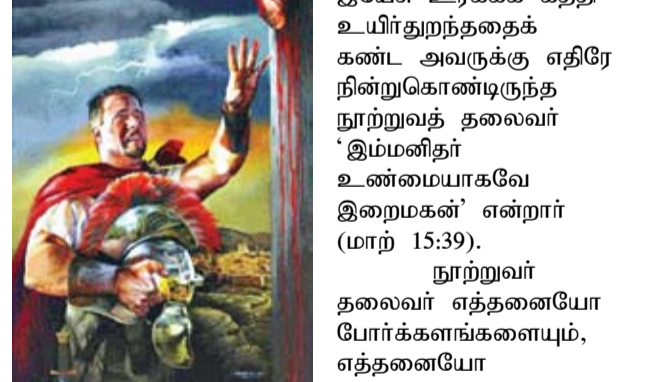 உயிர்துறந்ததைக்
கண்ட அவருக்கு எதிரே
நின்றுகொண்டிருந்த
நூற்றுவத் தலைவர்
‘இம்மனிதர்
உண்மையாகவே
இறைமகன்’ என்றார்
(மாற் 15:39).
நூற்றுவர்
தலைவர் எத்தனையோ
போர்க்களங்களையும்,
எத்தனையோ